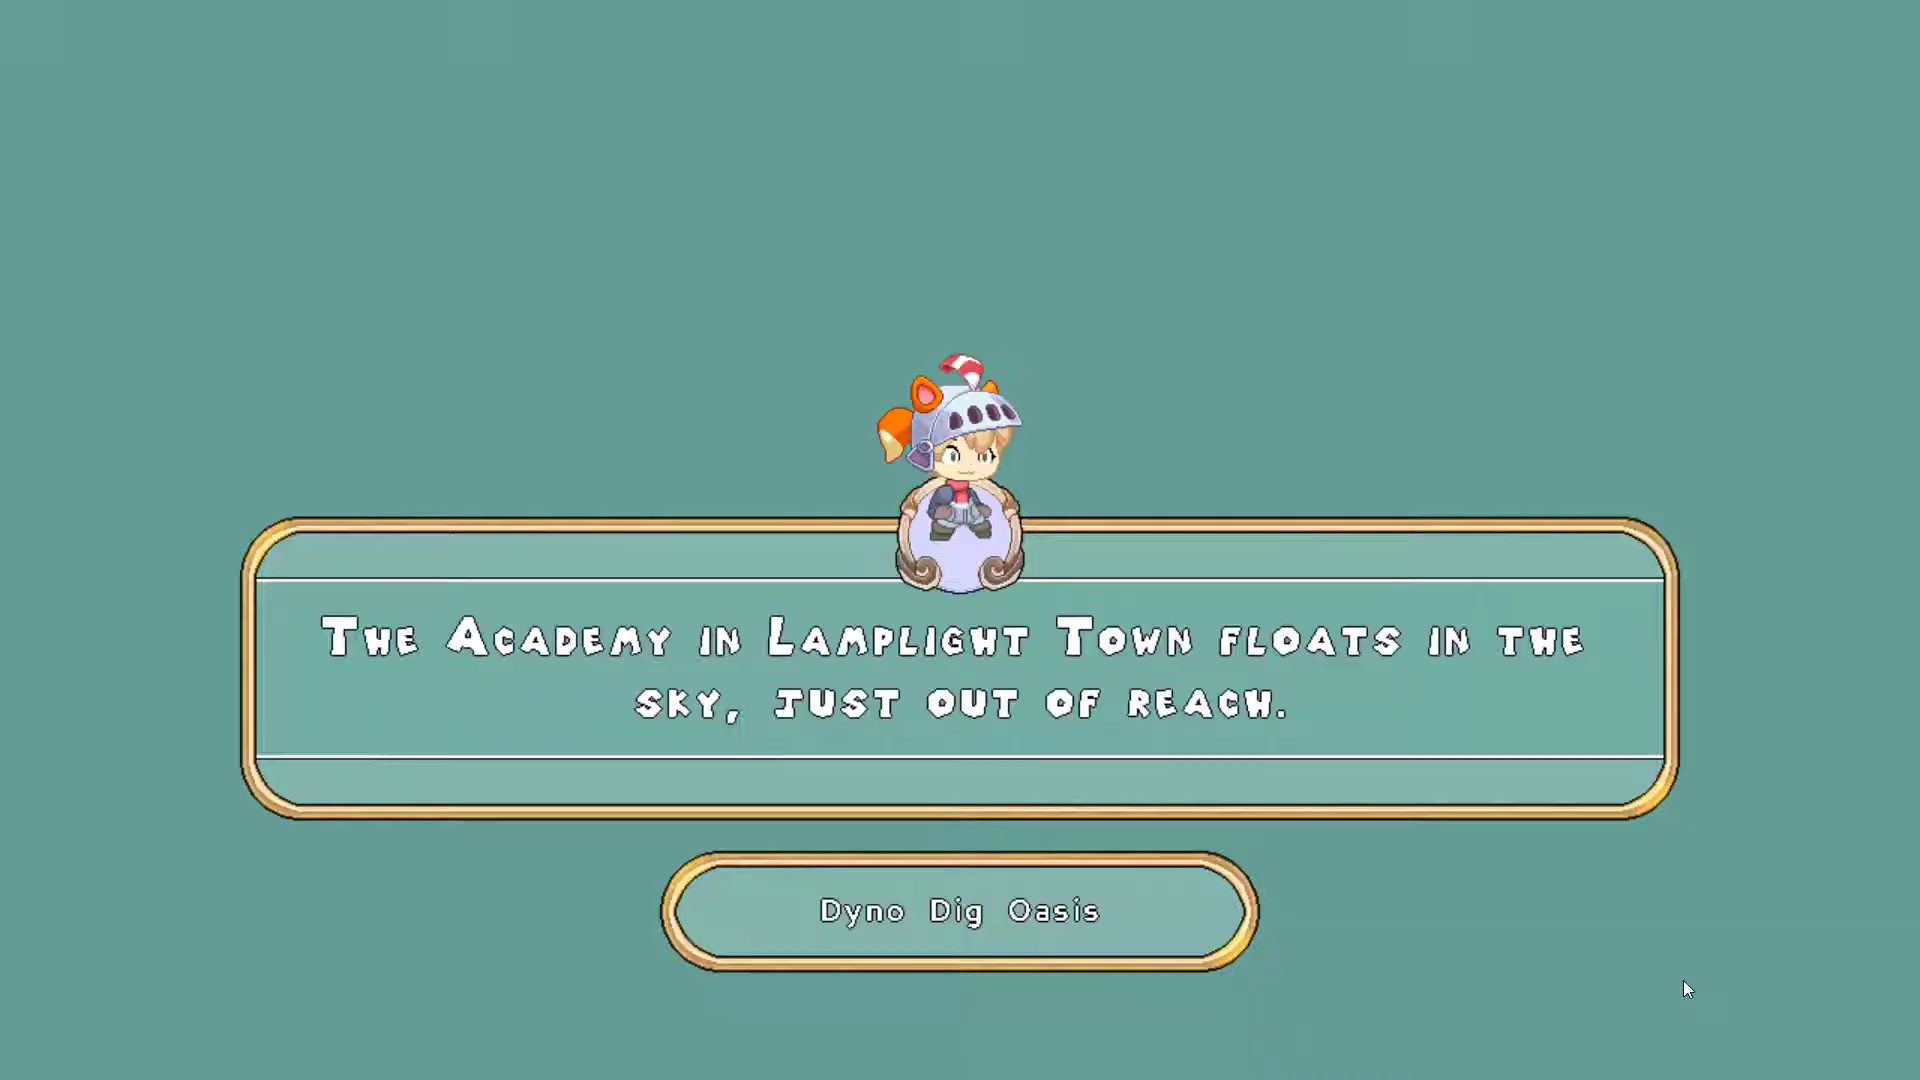 The Academy in Lamplight Town floats in the
sky, just out of reach.
Dyno Dig Oasis